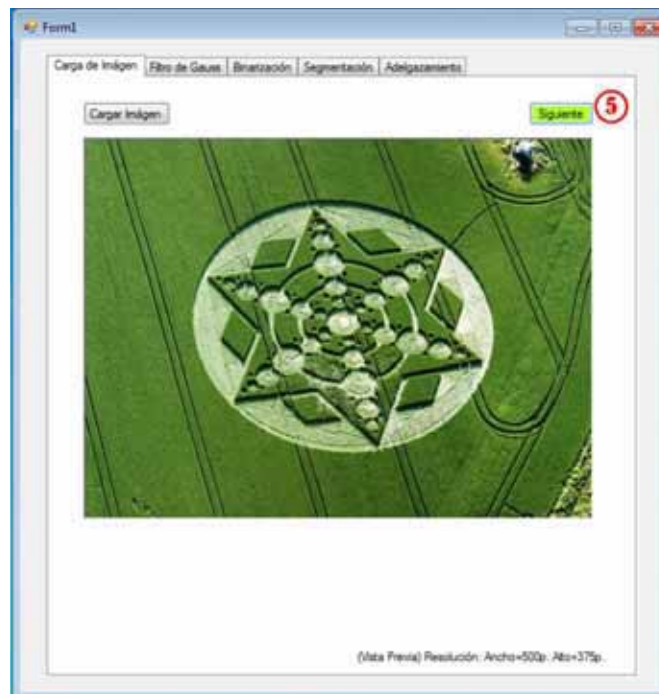 Form1
Carga de Imágen Filtro de Gauss Binarización Segmentación Adelgazamiento
Cargar Imágen Siguiente 5
(Vista Previa) Resolución: Ancho=500p. Alto=375p.